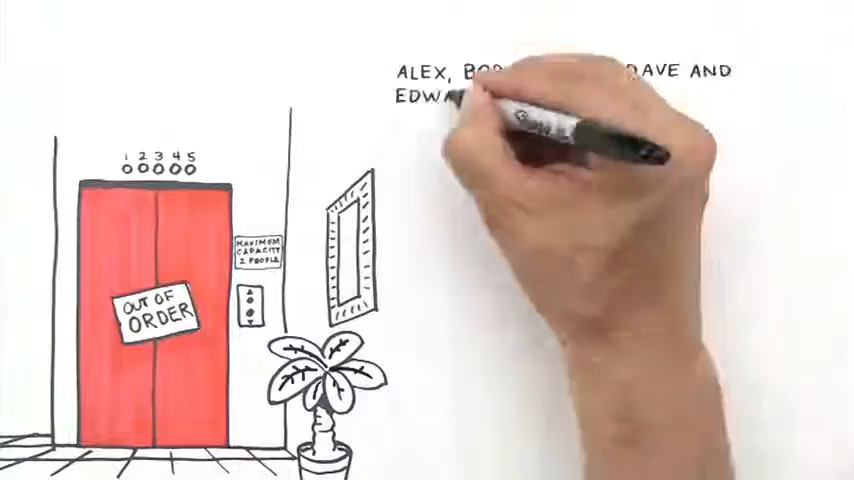 ALEX, DAVE AND
1 2 3 4 5
MAXIMUM
CAPACITY
2 PEOPLE
OUT OF
ORDER